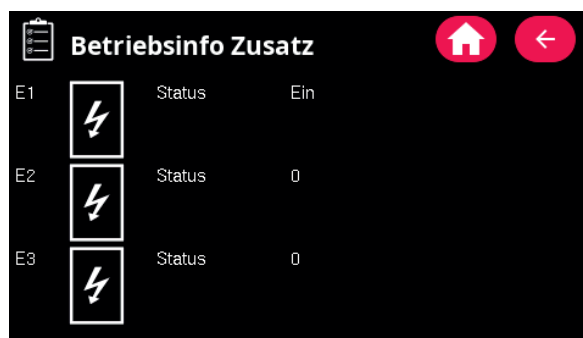 Betriebsinfo Zusatz
E1 Status Ein
E2 Status 0
E3 Status 0